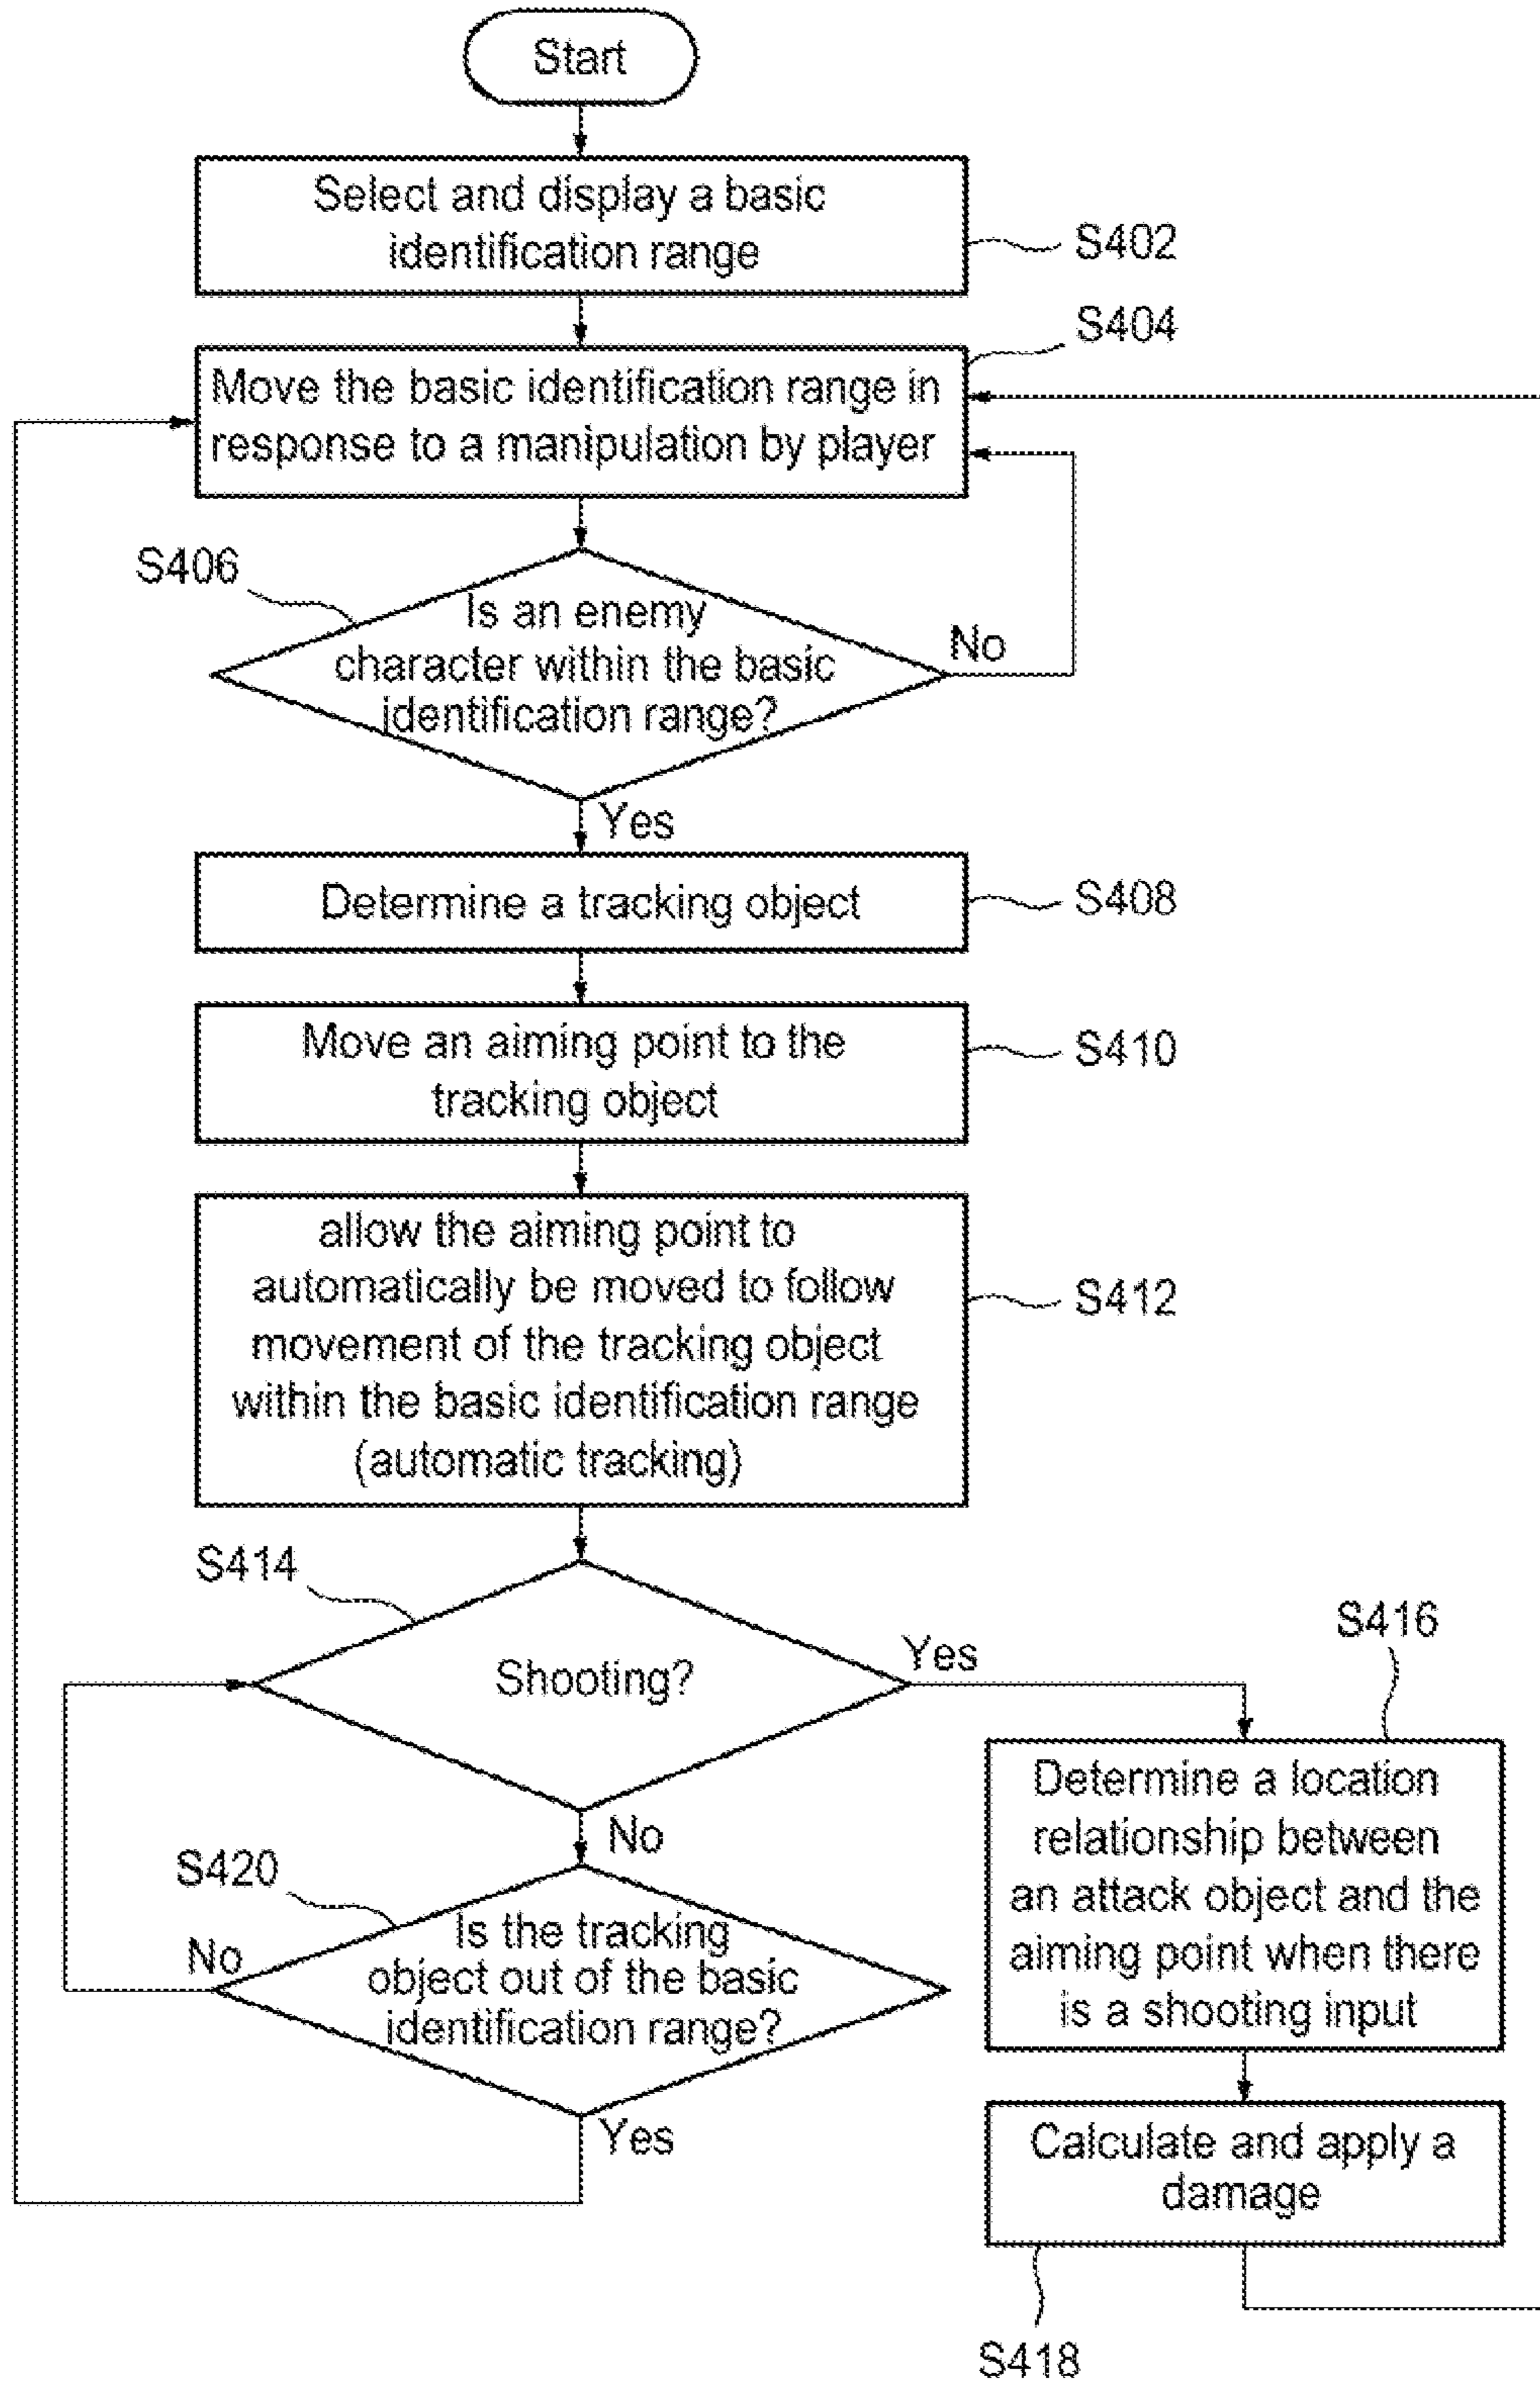 Start
Select and display a basic
identification range
S402
S404
Move the basic identification range in
response to a manipulation by player
S406
Is an enemy
character within the basic
identification range?
No
Yes
Determine a tracking object
S408
Move an aiming point to the
tracking object
S410
allow the aiming point to
automatically be moved to follow
movement of the tracking object
within the basic identification range
(automatic tracking)
S412
S414
Shooting?
Yes
No
S416
Determine a location
relationship between
an attack object and the
aiming point when there
is a shooting input
S420
Is the tracking
object out of the basic
identification range?
No
Yes
Calculate and apply a
damage
S418